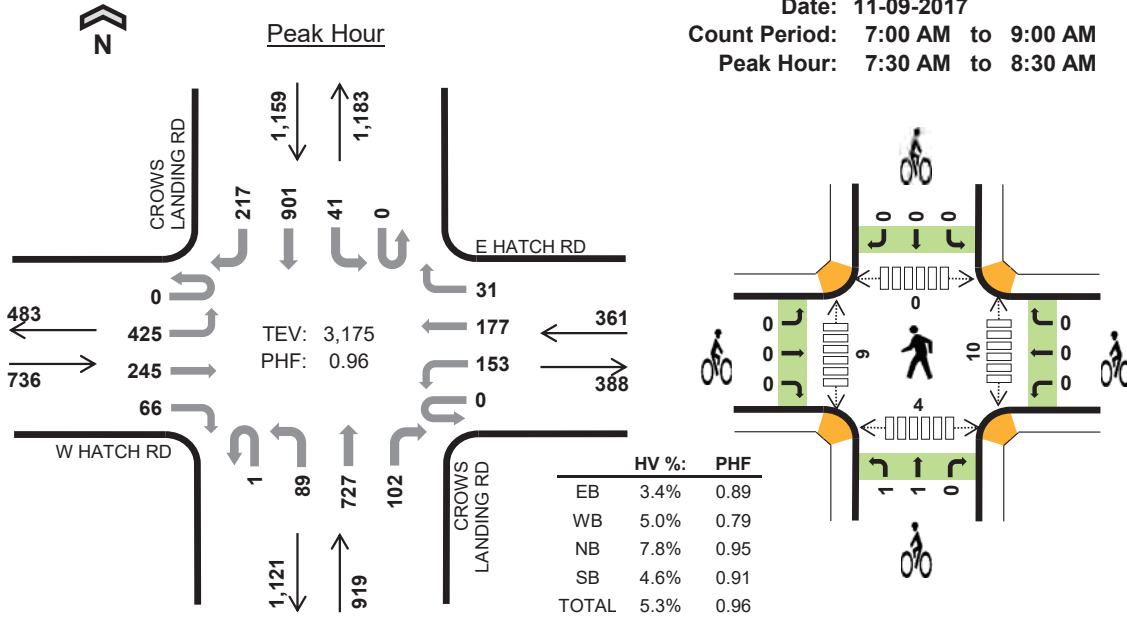 Date: 11-09-2017
Count Period: 7:00 AM to 9:00 AM
Peak Hour: 7:30 AM to 8:30 AM
N
Peak Hour
CROWS
LANDING RD
1,159
1,183
217
901
41
0
E HATCH RD
0
425
245
66
483
736
TEV: 3,175
PHF: 0.96
31
177
153
0
361
388
W HATCH RD
1
89
727
102
CROWS
LANDING RD
1,121
919
HV %: PHF
EB 3.4% 0.89
WB 5.0% 0.79
NB 7.8% 0.95
SB 4.6% 0.91
TOTAL 5.3% 0.96
0 0 0
0
0
0
0
9
10
0
0
0
4
1 1 0